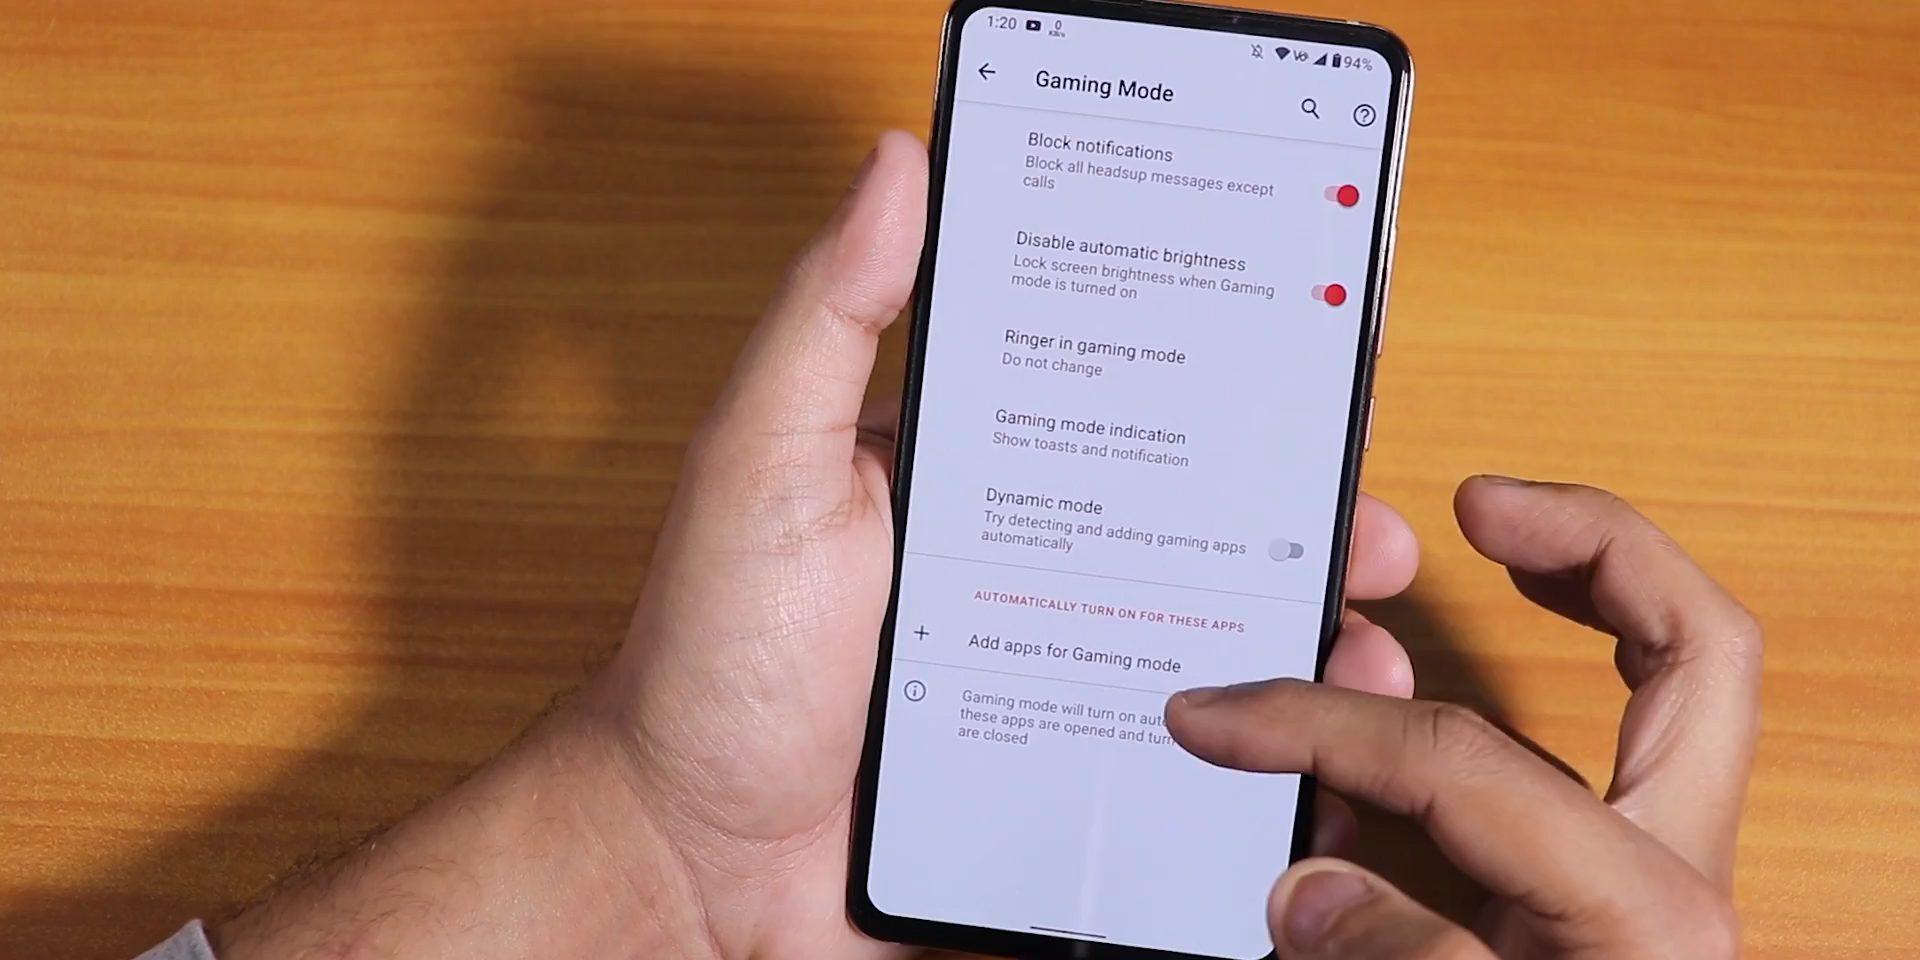 1:20 0 KB/s 94%
Gaming Mode
Block notifications
Block all headsup messages except
calls
Disable automatic brightness
Lock screen brightness when Gaming
mode is turned on
Ringer in gaming mode
Do not change
Gaming mode indication
Show toasts and notification
Dynamic mode
Try detecting and adding gaming apps
automatically
AUTOMATICALLY TURN ON FOR THESE APPS
Add apps for Gaming mode
Gaming mode will turn on
these apps are opened and
are closed